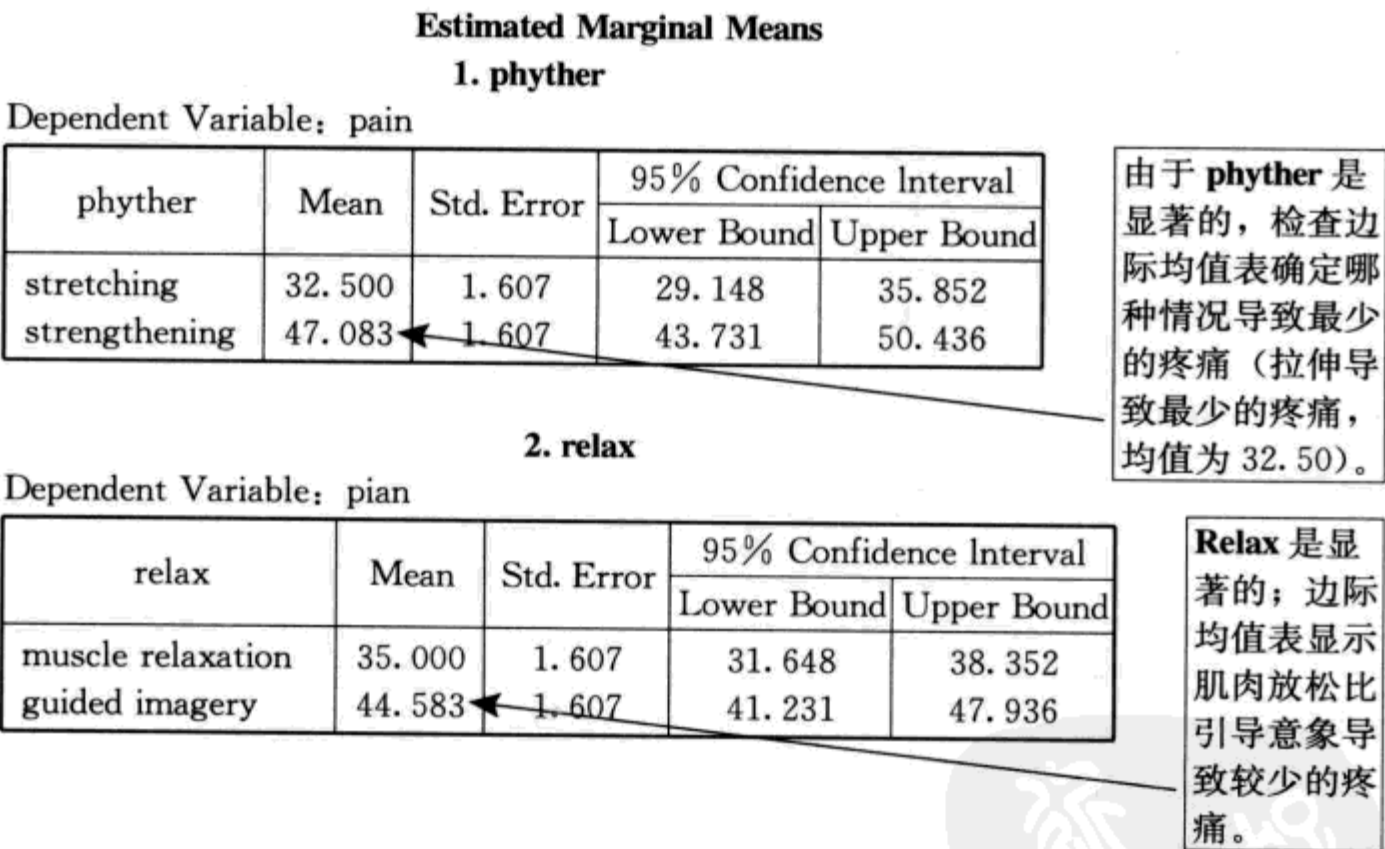 Estimated Marginal Means
1. phyther
Dependent Variable: pain
phyther Mean Std. Error 95% Confidence Interval
Lower Bound Upper Bound
stretching 32.500 1.607 29.148 35.852
strengthening 47.083 1.607 43.731 50.436
由于 phyther 是
显著的，检查边
际均值表确定哪
种情况导致最少
的疼痛（拉伸导
致最少的疼痛，
均值为 32.50）。
2. relax
Dependent Variable: pian
relax Mean Std. Error 95% Confidence Interval
Lower Bound Upper Bound
muscle relaxation 35.000 1.607 31.648 38.352
guided imagery 44.583 1.607 41.231 47.936
Relax 是显
著的；边际
均值表显示
肌肉放松比
引导意象导
致较少的疼
痛。